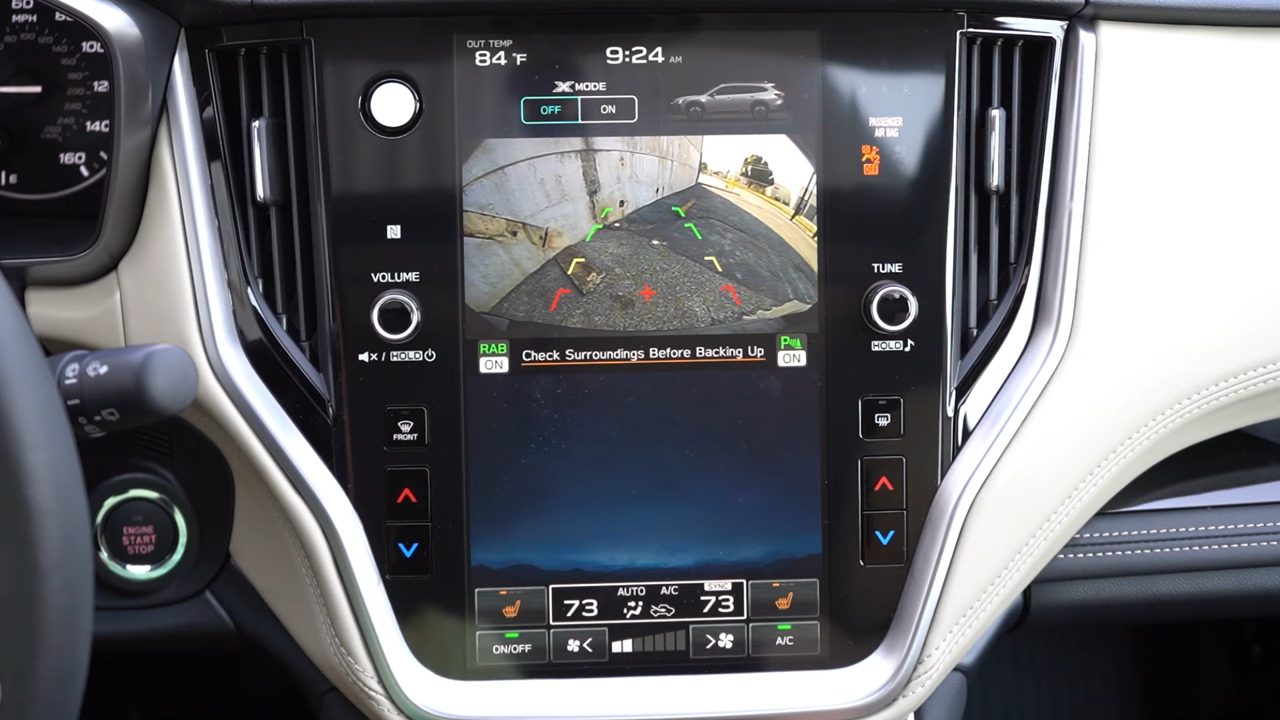 60
MPH
80
100
120
140
160
E
OUT TEMP
84 °F
9:24 AM
X MODE
OFF ON
PASSENGER
AIR BAG
2
OFF
N
VOLUME
TUNE
/ HOLD
HOLD
RAB
ON
Check Surroundings Before Backing Up
P
ON
FRONT
ENGINE
START
STOP
AUTO A/C SYNC
73 73
ON/OFF
A/C